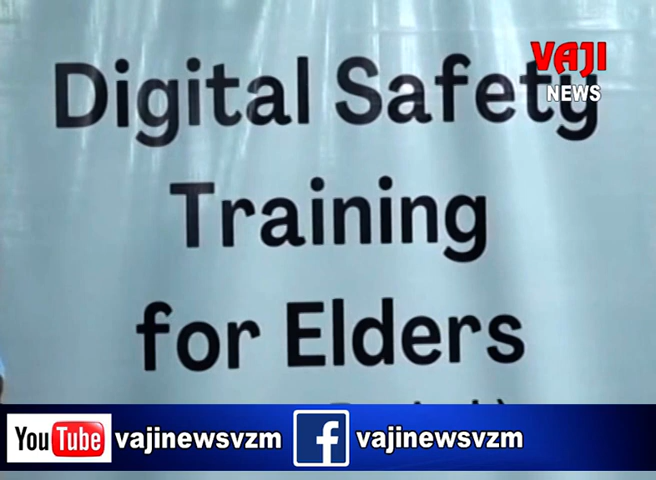 VAJI
NEWS
Digital Safety
Training
for Elders
YouTube vajinewsvzm f vajinewsvzm